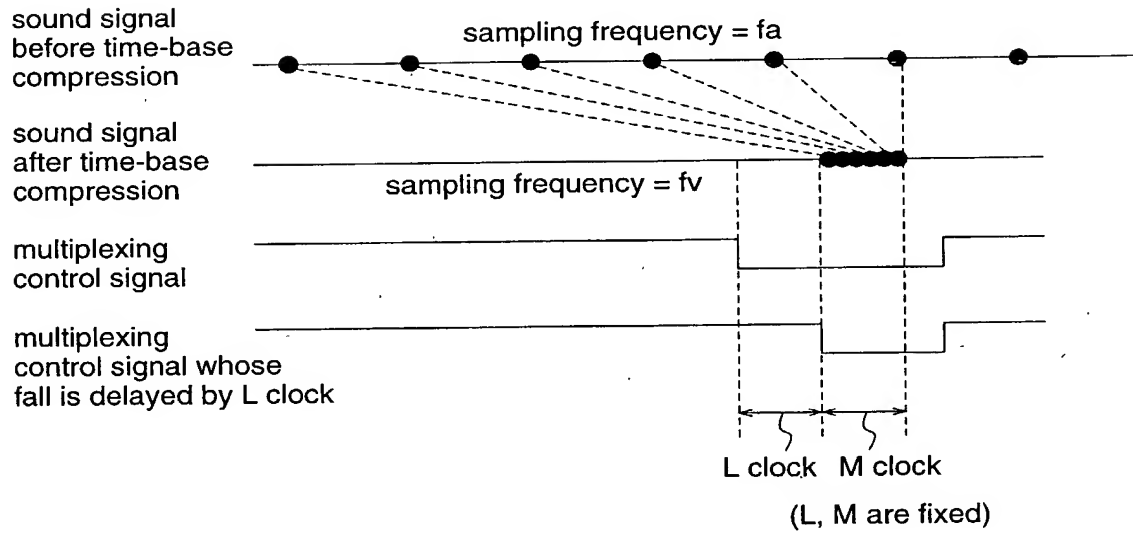 sound signal
before time-base
compression
sampling frequency = fa
sound signal
after time-base
compression
sampling frequency = fv
multiplexing
control signal
multiplexing
control signal whose
fall is delayed by L clock
L clock
M clock
(L, M are fixed)